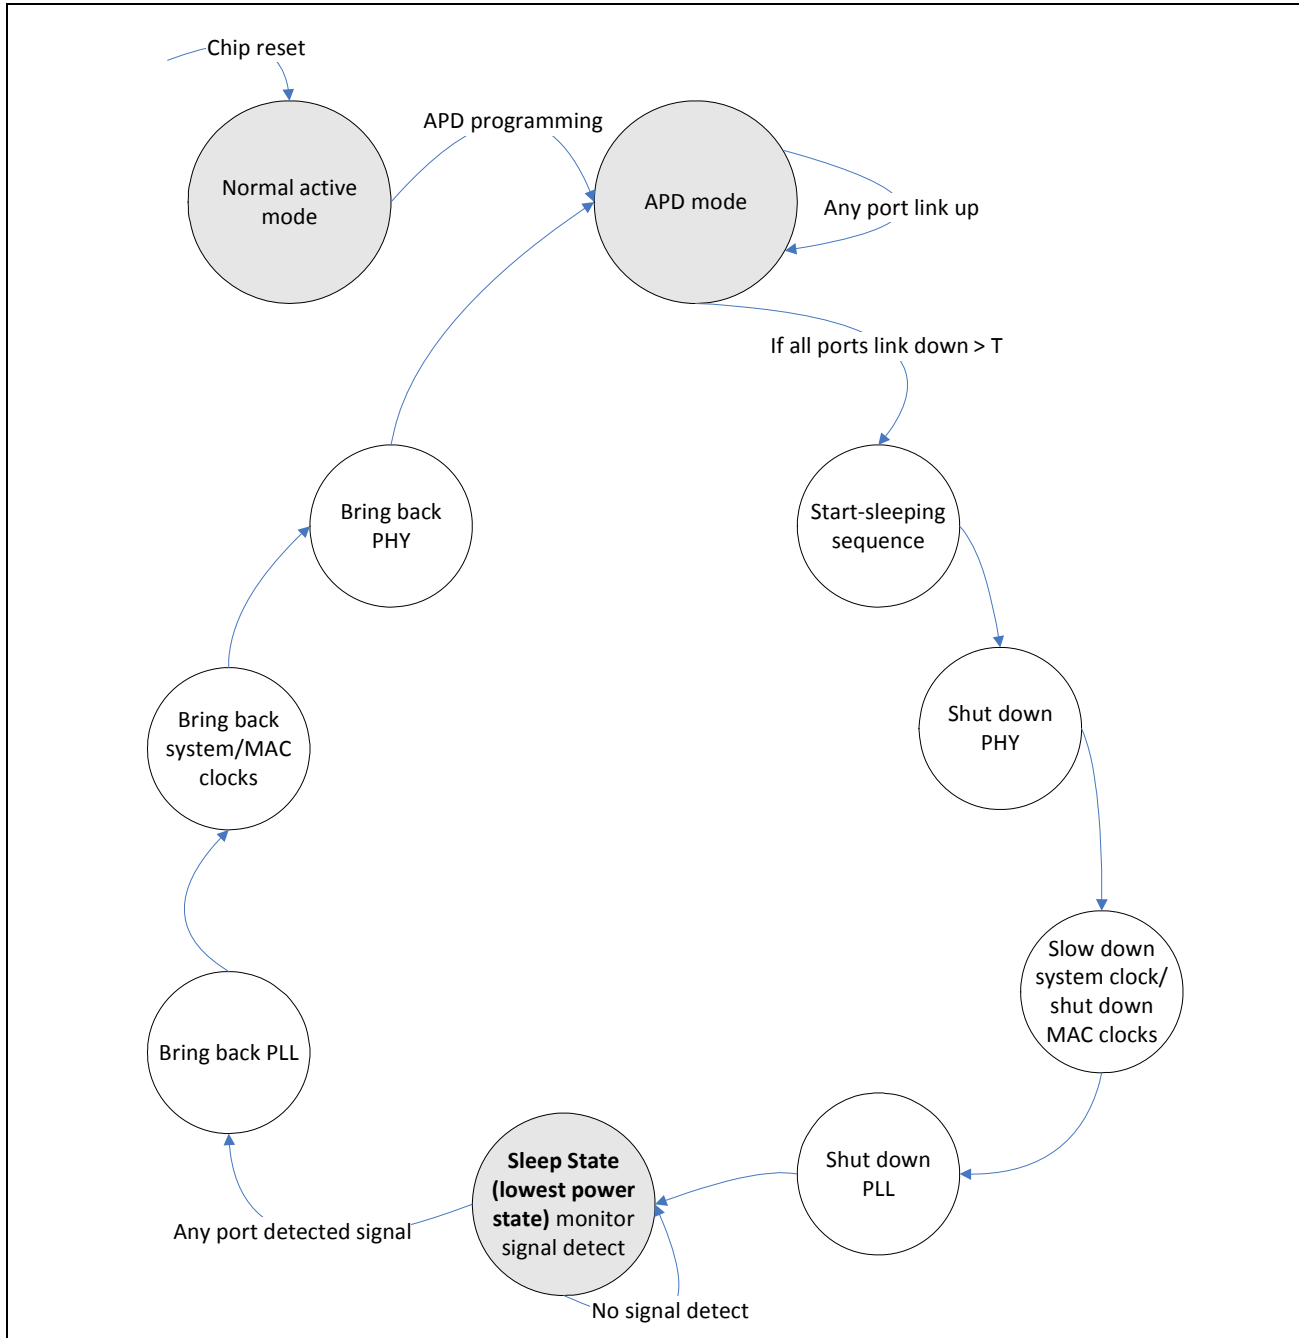 Chip reset
APD programming
Normal active
mode
APD mode
Any port link up
If all ports link down > T
Bring back
PHY
Start-sleeping
sequence
Bring back
system/MAC
clocks
Shut down
PHY
Slow down
system clock/
shut down
MAC clocks
Bring back PLL
Shut down
PLL
Sleep State
(lowest power
state) monitor
signal detect
Any port detected signal
No signal detect